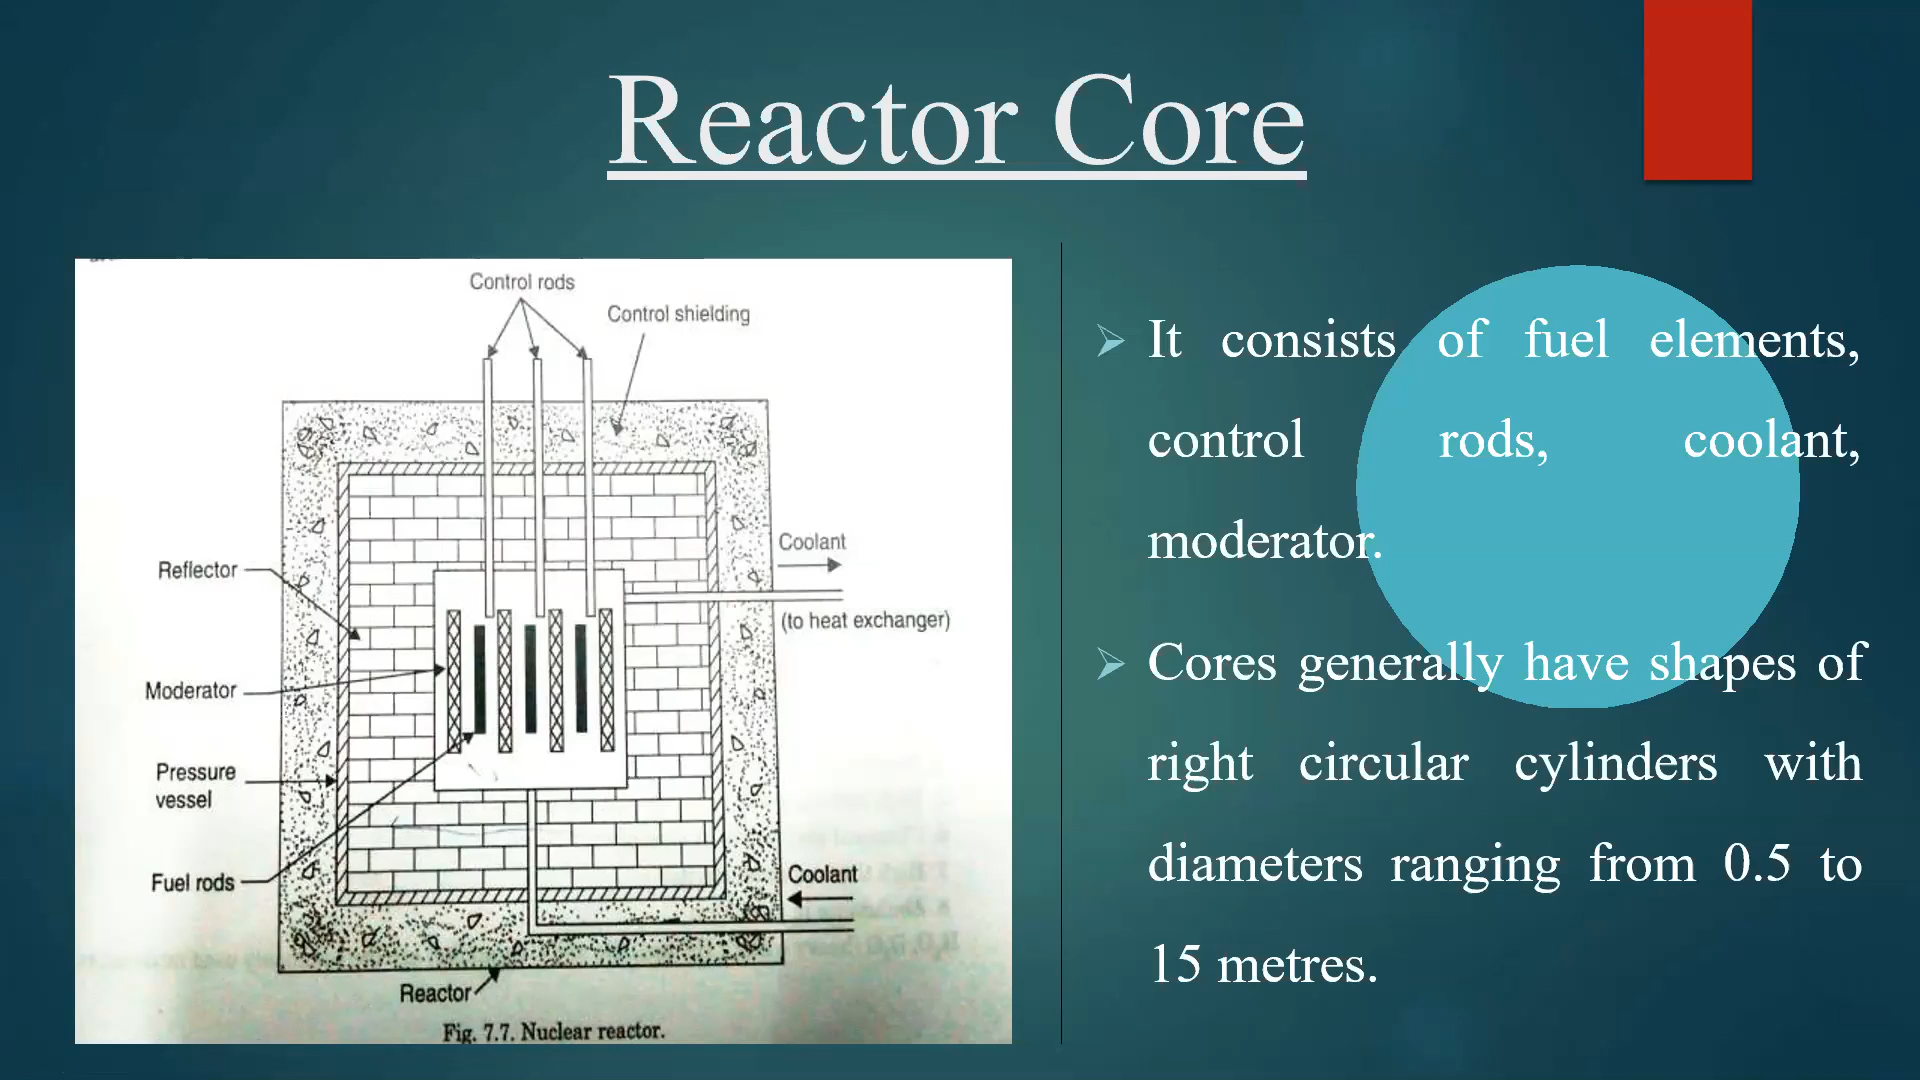 Reactor Core
Control rods
Control shielding
Coolant
(to heat exchanger)
Reflector
Moderator
Pressure
vessel
Fuel rods
Coolant
Reactor
Fig. 7.7. Nuclear reactor.
It consists of fuel elements,
control rods, coolant,
moderator.
Cores generally have shapes of
right circular cylinders with
diameters ranging from 0.5 to
15 metres.